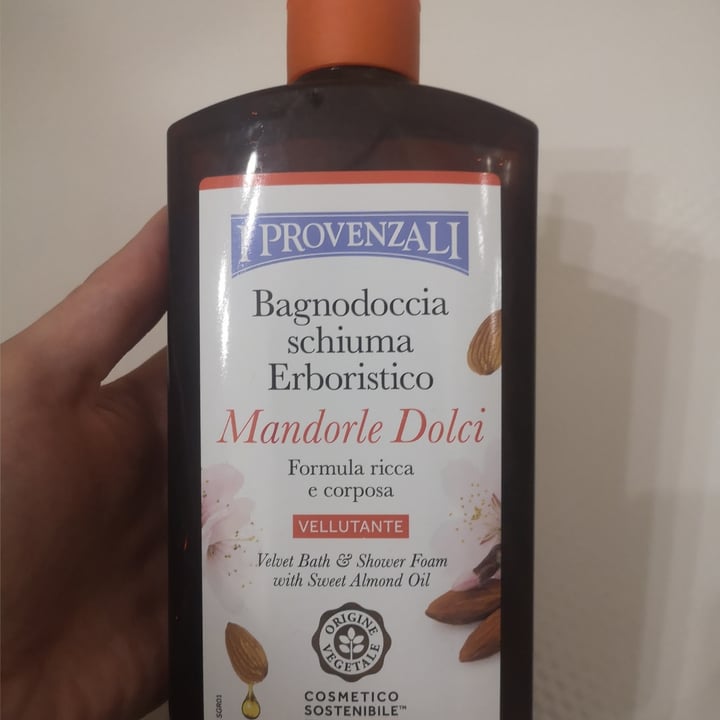 I PROVENZALI
Bagnodoccia
schiuma
Erboristico
Mandorle Dolci
Formula ricca
e corposa
VELLUTANTE
Velvet Bath & Shower Foam
with Sweet Almond Oil
ORIGINE
VEGETALE
COSMETICO
SOSTENIBILE™
SGR01